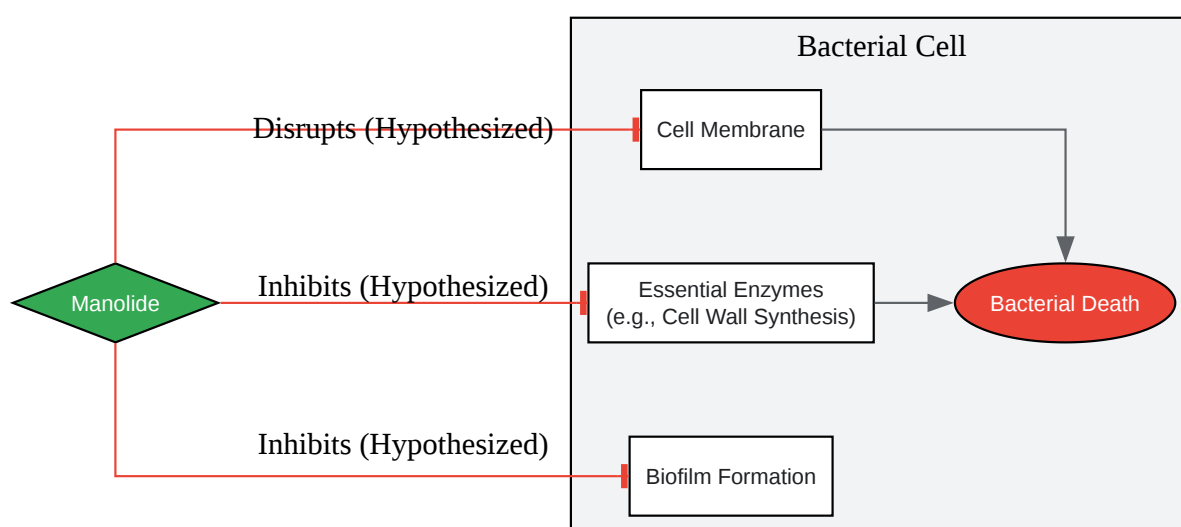 Bacterial Cell
Disrupts (Hypothesized)
Cell Membrane
Manolide
Inhibits (Hypothesized)
Essential Enzymes
(e.g., Cell Wall Synthesis)
Bacterial Death
Inhibits (Hypothesized)
Biofilm Formation